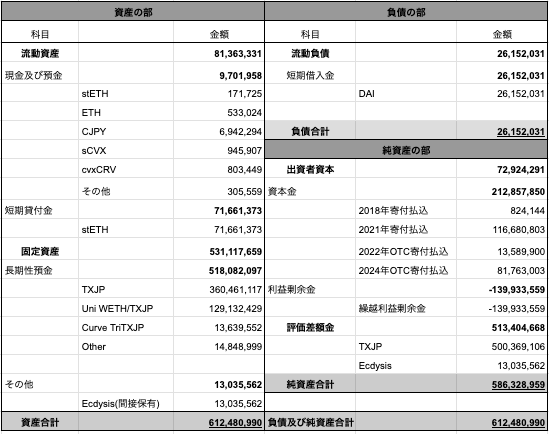 資産の部 負債の部
科目 金額 科目 金額
流動資産 81,363,331 流動負債 26,152,031
現金及び預金 9,701,958 短期借入金 26,152,031
stETH 171,725 DAI 26,152,031
ETH 533,024
CJPY 6,942,294 負債合計 26,152,031
sCVX 945,907 純資産の部
cvxCRV 803,449 出資者資本 72,924,291
その他 305,559 資本金 212,857,850
短期貸付金 71,661,373 2018年寄付払込 824,144
stETH 71,661,373 2021年寄付払込 116,680,803
固定資産 531,117,659 2022年OTC寄付払込 13,589,900
長期性預金 518,082,097 2024年OTC寄付払込 81,763,003
TXJP 360,461,117 利益剰余金 -139,933,559
Uni WETH/TXJP 129,132,429 繰越利益剰余金 -139,933,559
Curve TriTXJP 13,639,552 評価差額金 513,404,668
Other 14,848,999 TXJP 500,369,106
Ecdysis 13,035,562
その他 13,035,562 純資産合計 586,328,959
Ecdysis(間接保有) 13,035,562
資産合計 612,480,990 負債及び純資産合計 612,480,990